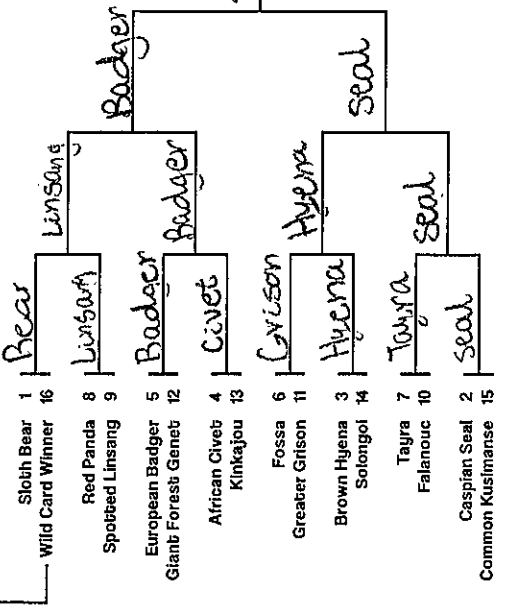 Sloth Bear 1
Wild Card Winner 16
Red Panda 8
Spotted Linsang 9
European Badger 5
Giant Forest Genet 12
African Civet 4
Kinkajou 13
Fossa 6
Greater Grison 11
Brown Hyena 3
Solongoi 14
Tayra 7
Falanouc 10
Caspian Seal 2
Common Kusimanse 15
Bear
Linsang
Badger
Civet
Grison
Hyena
Tayra
Seal
Linsang
Badger
Hyena
Seal
Badger
Seal